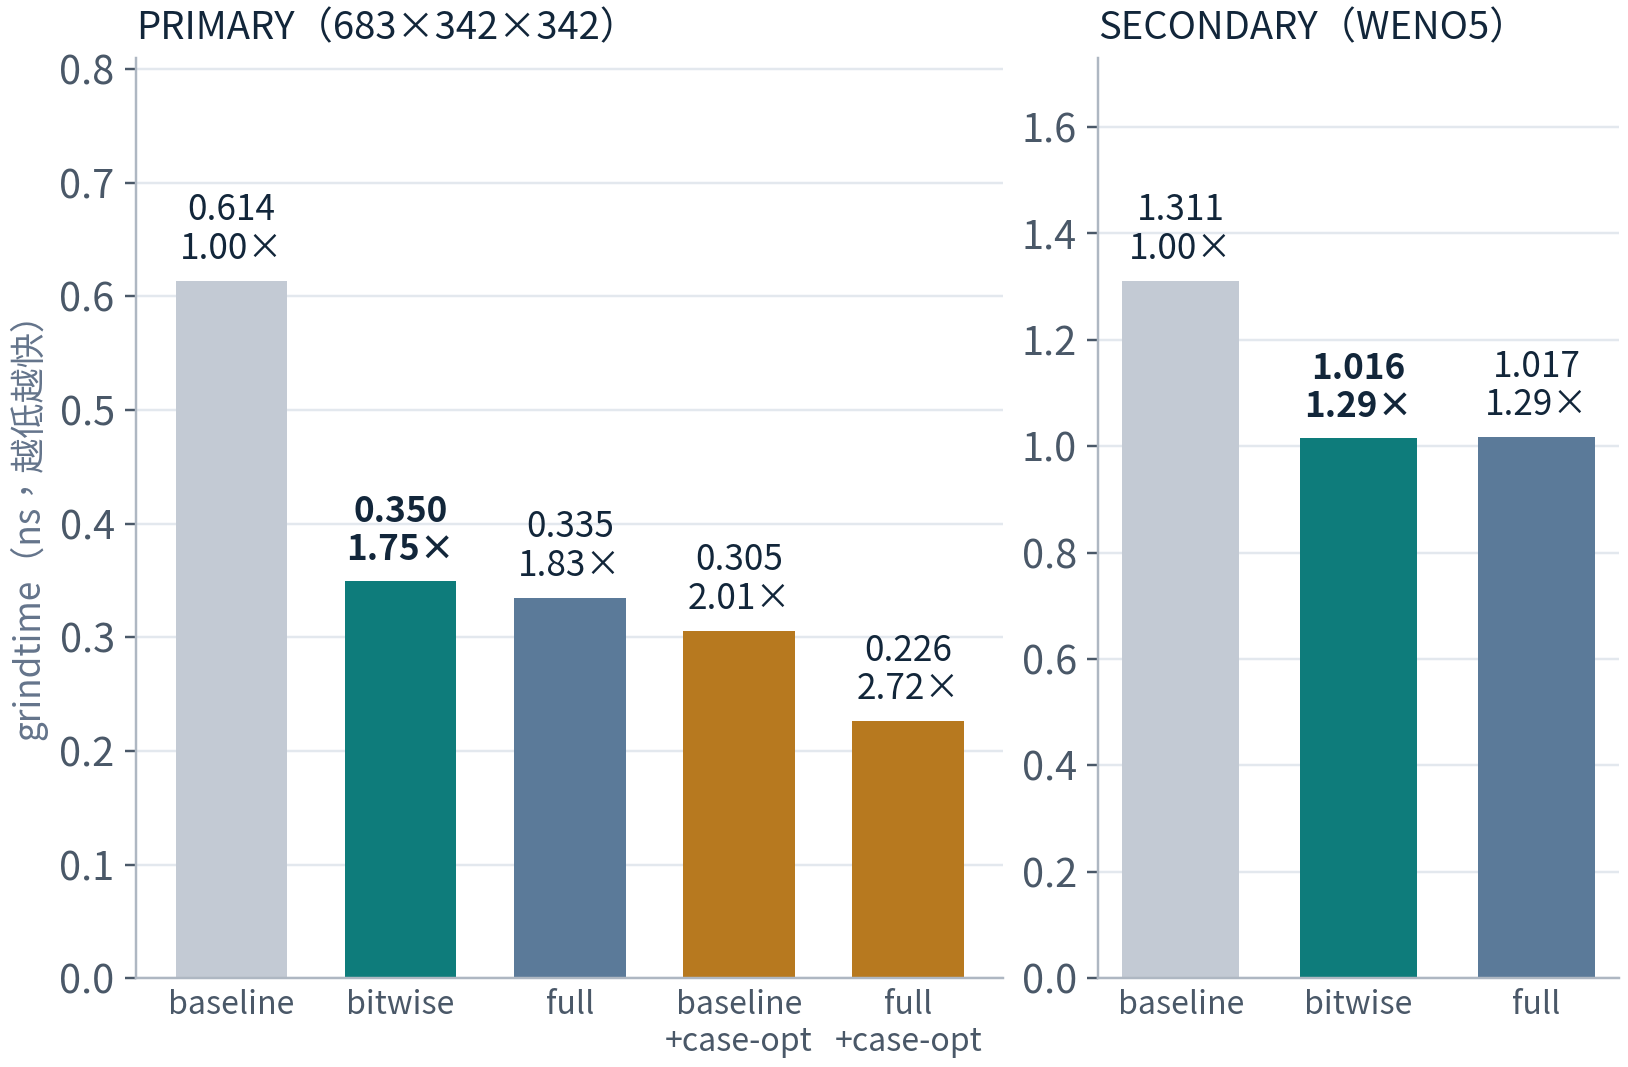 PRIMARY（683×342×342）
grindtime（ns，越低越快）
0.8
0.7
0.6
0.5
0.4
0.3
0.2
0.1
0.0
0.614
1.00×
0.350
1.75×
0.335
1.83×
0.305
2.01×
0.226
2.72×
baseline
bitwise
full
baseline
+case-opt
full
+case-opt
SECONDARY（WENO5）
1.6
1.4
1.2
1.0
0.8
0.6
0.4
0.2
0.0
1.311
1.00×
1.016
1.29×
1.017
1.29×
baseline
bitwise
full